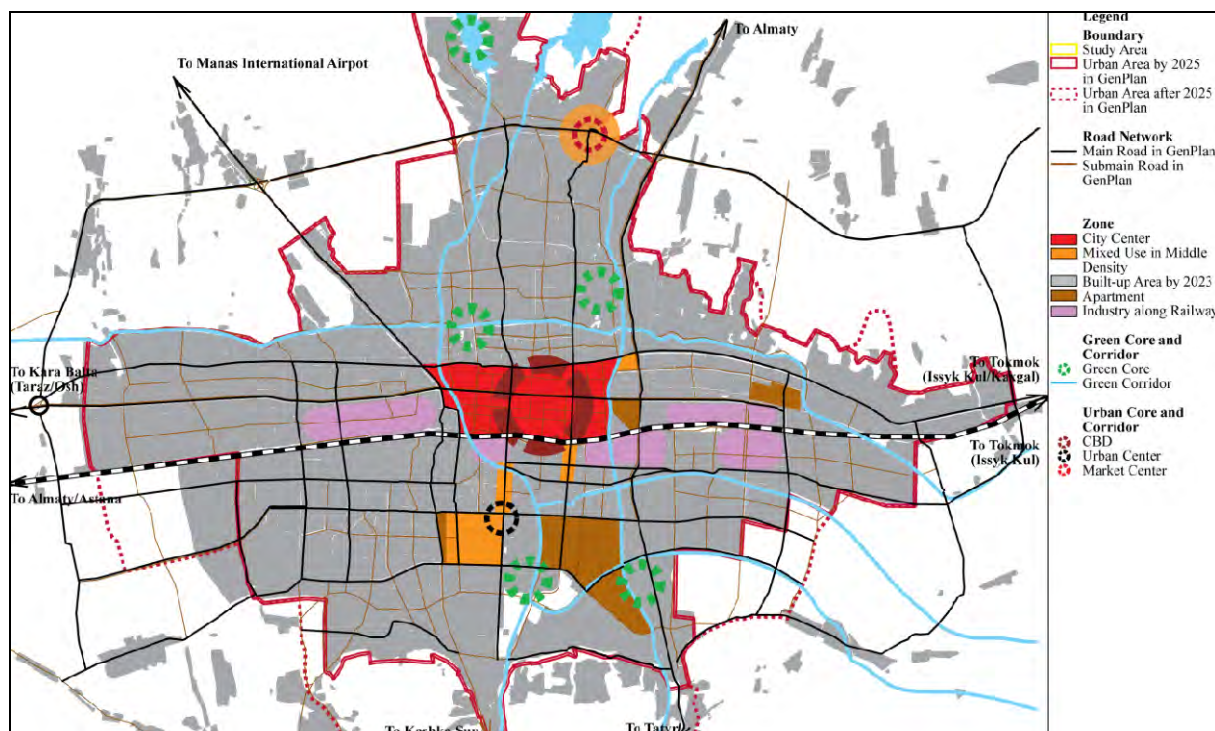 To Manas International Airpot
To Almaty
To Kara Balta
(Taraz/Osh)
To Tokmok
(Issyk Kul/Kakgal)
To Tokmok
(Issyk Kul)
To Almaty/Astana
To Koshka Suu
To Tatyr
Legend
Boundary
Study Area
Urban Area by 2025
in GenPlan
Urban Area after 2025
in GenPlan
Road Network
Main Road in GenPlan
Submain Road in
GenPlan
Zone
City Center
Mixed Use in Middle
Density
Built-up Area by 2023
Apartment
Industry along Railway
Green Core and
Corridor
Green Core
Green Corridor
Urban Core and
Corridor
CBD
Urban Center
Market Center